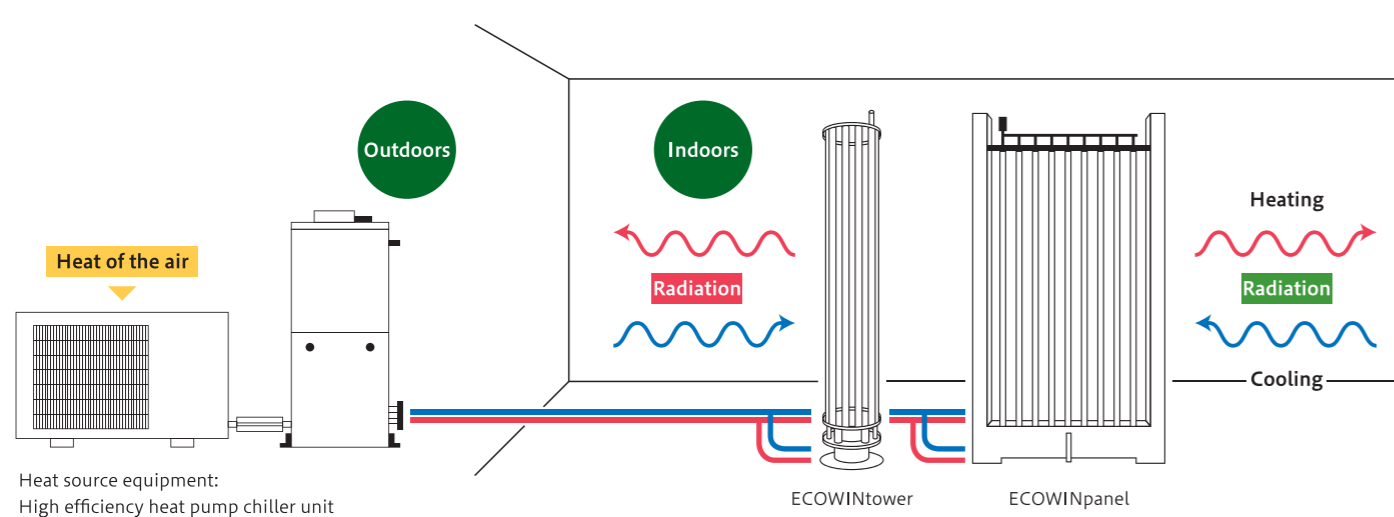 Outdoors
Indoors
Heating
Heat of the air
Radiation
Radiation
Cooling
Heat source equipment:
High efficiency heat pump chiller unit
ECOWINtower
ECOWINpanel